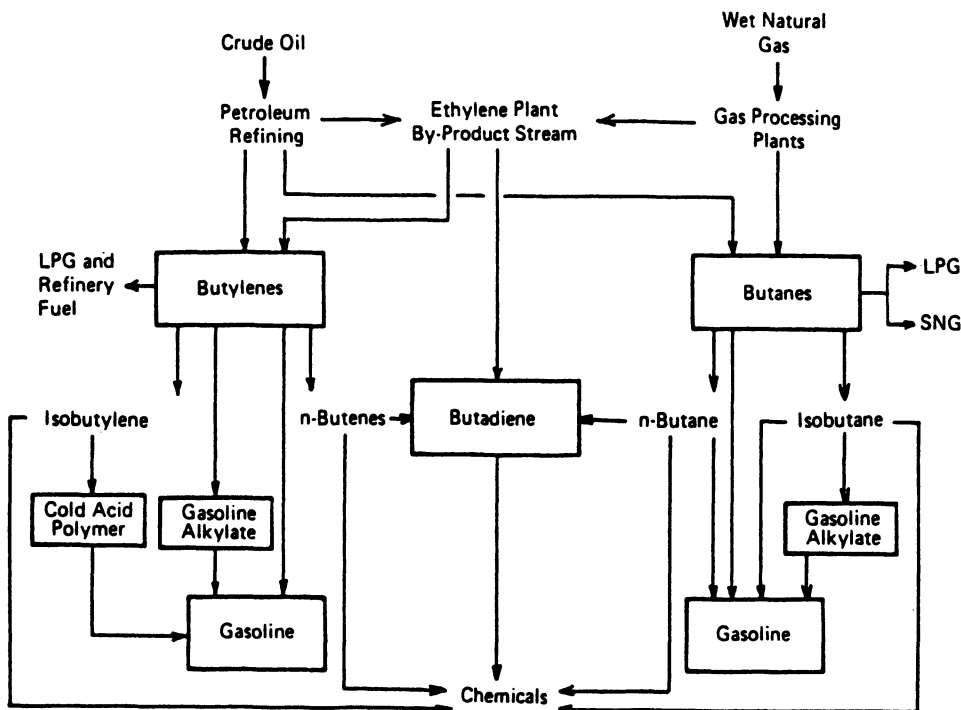 Crude Oil
Wet Natural
Gas
Petroleum
Refining
Ethylene Plant
By-Product Stream
Gas Processing
Plants
LPG and
Refinery
Fuel
Butylenes
Butanes
LPG
SNG
Isobutylene
n-Butenes
Butadiene
n-Butane
Isobutane
Cold Acid
Polymer
Gasoline
Alkylate
Gasoline
Alkylate
Gasoline
Gasoline
Chemicals